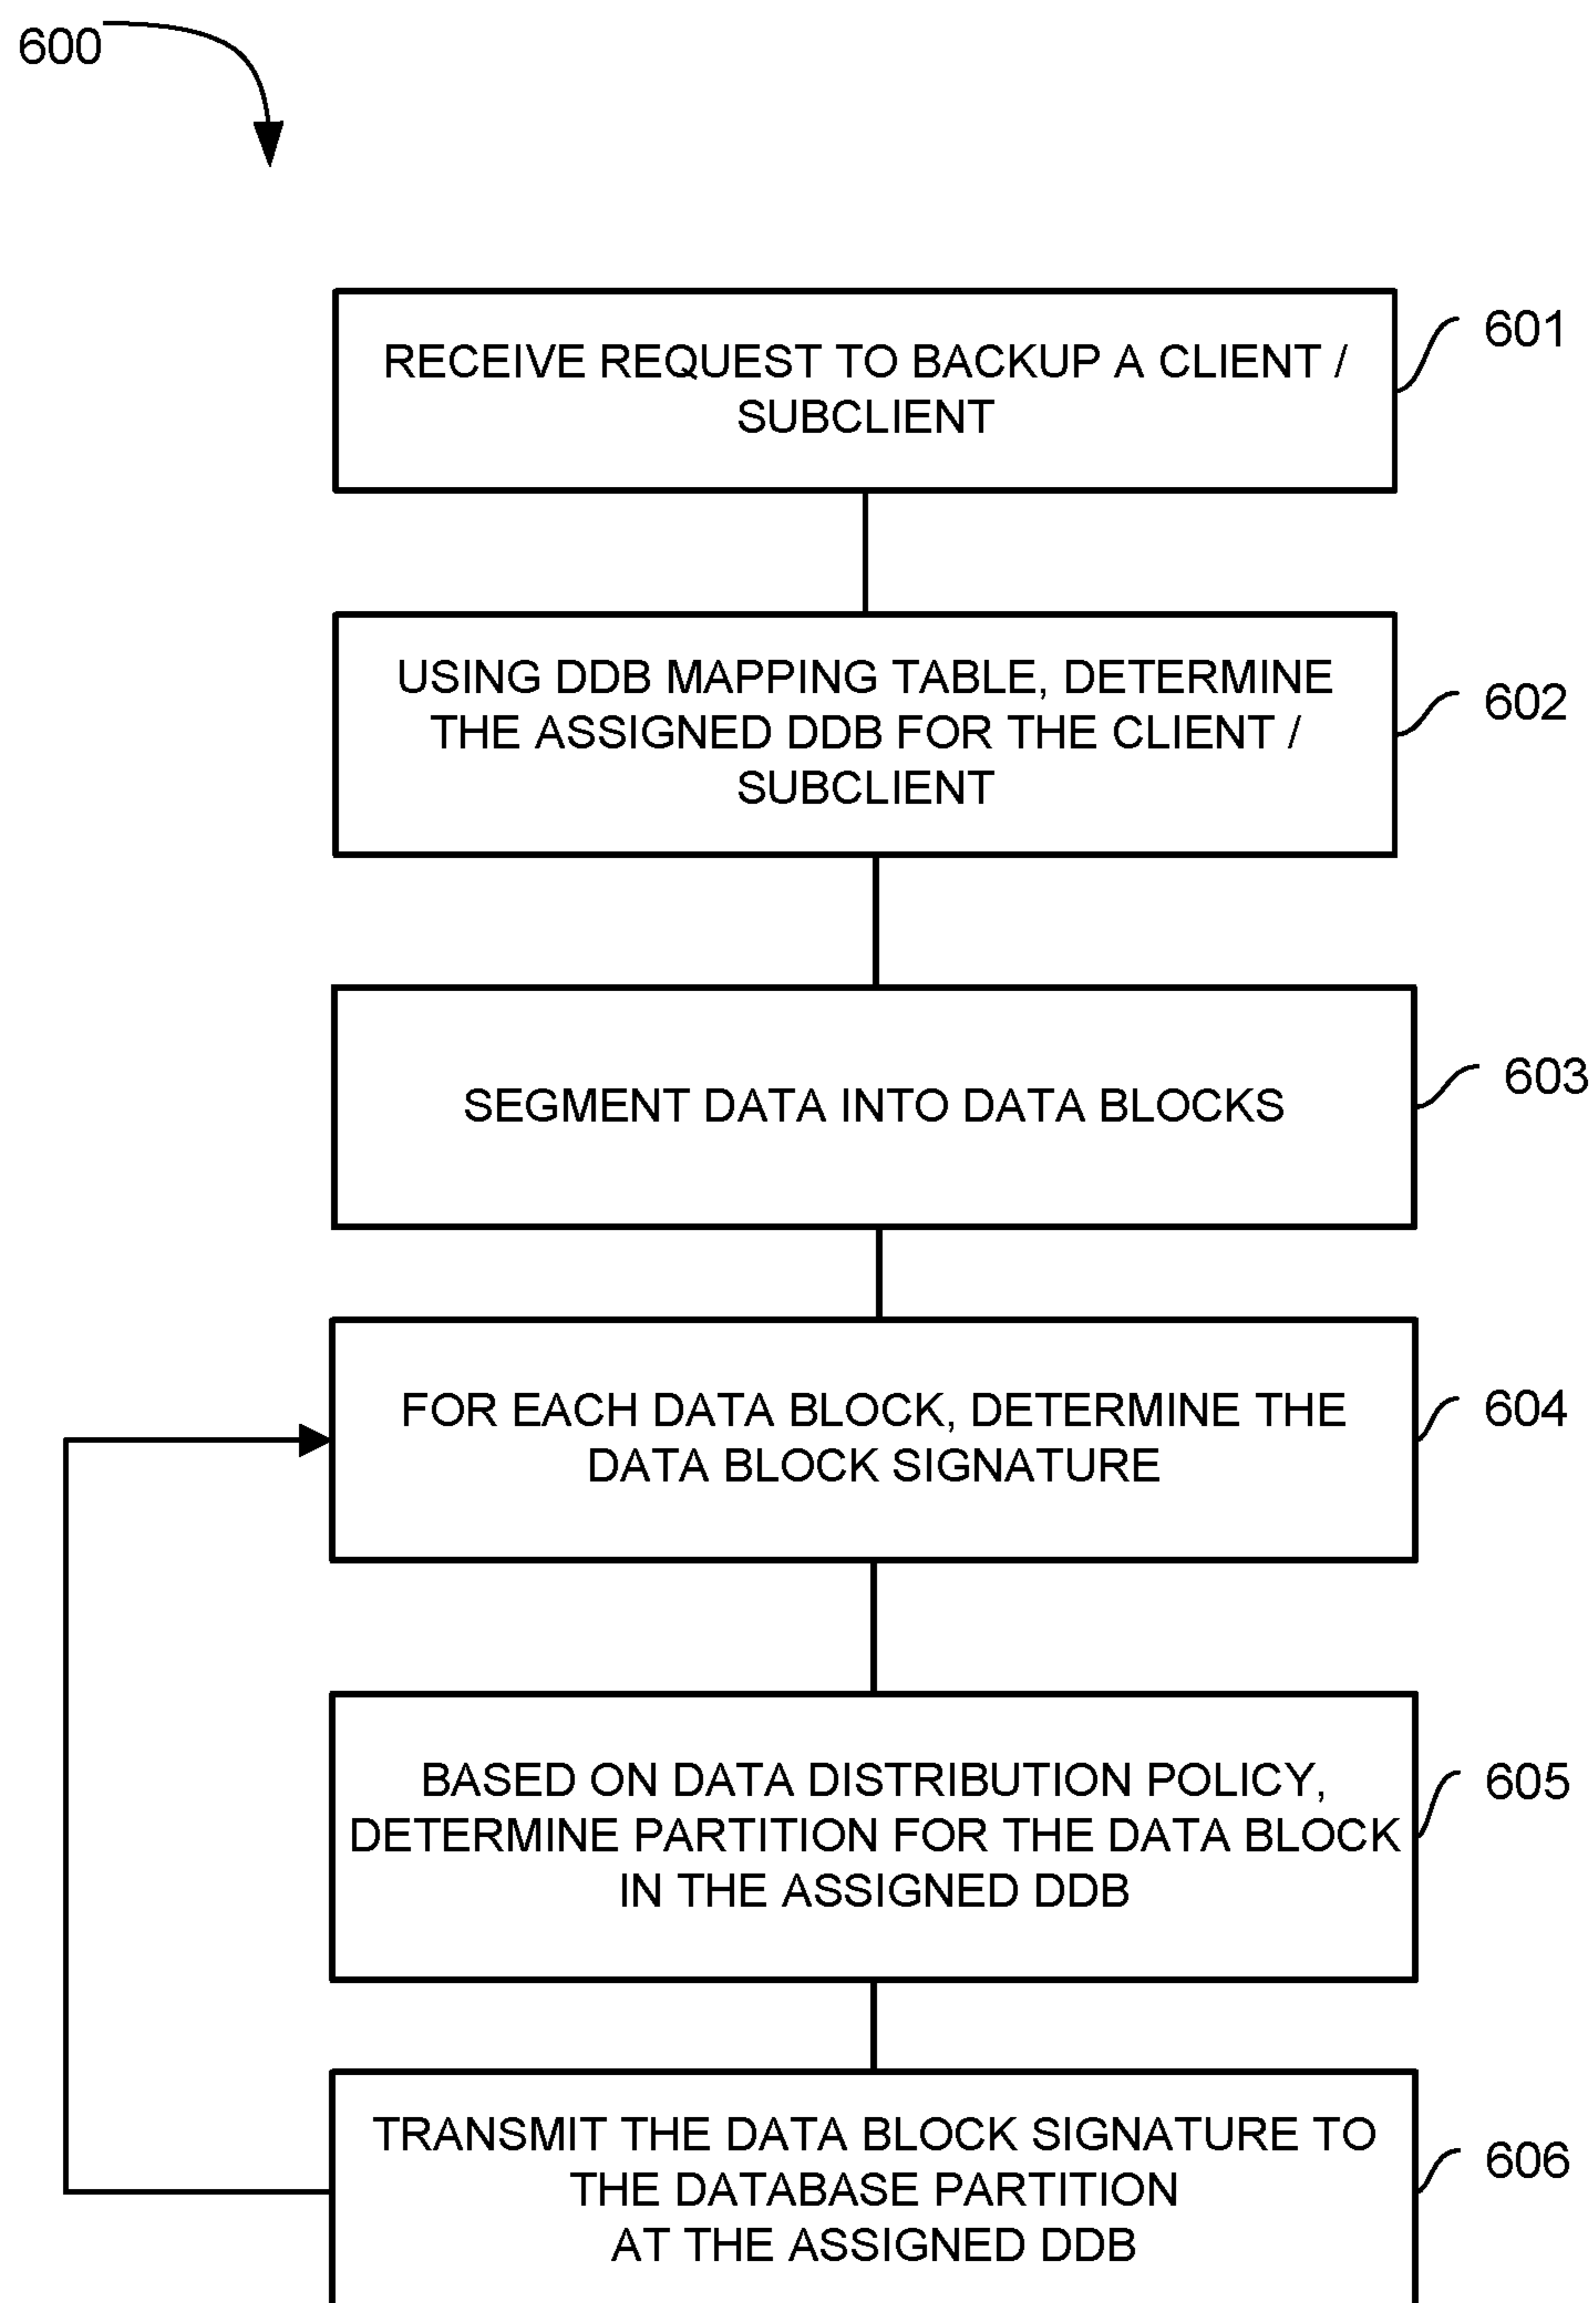 600
RECEIVE REQUEST TO BACKUP A CLIENT /
SUBCLIENT
601
USING DDB MAPPING TABLE, DETERMINE
THE ASSIGNED DDB FOR THE CLIENT /
SUBCLIENT
602
SEGMENT DATA INTO DATA BLOCKS
603
FOR EACH DATA BLOCK, DETERMINE THE
DATA BLOCK SIGNATURE
604
BASED ON DATA DISTRIBUTION POLICY,
DETERMINE PARTITION FOR THE DATA BLOCK
IN THE ASSIGNED DDB
605
TRANSMIT THE DATA BLOCK SIGNATURE TO
THE DATABASE PARTITION
AT THE ASSIGNED DDB
606